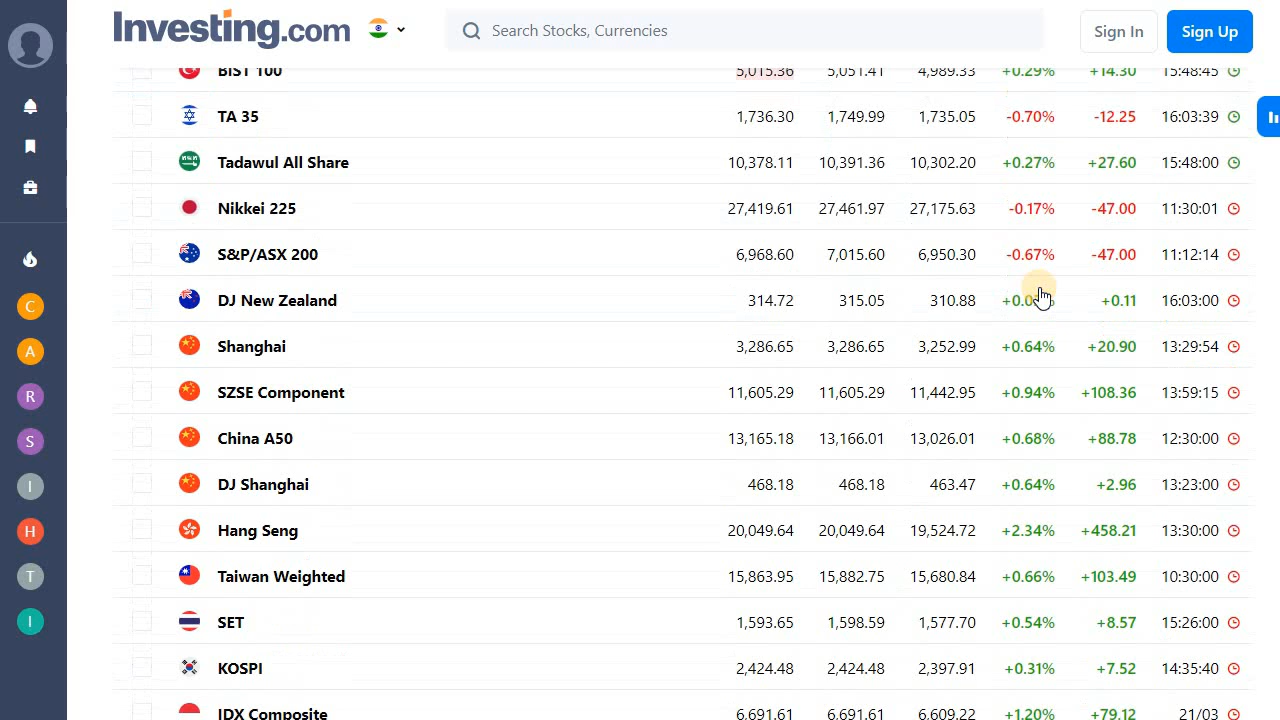 Investing.com
Search Stocks, Currencies
Sign In
Sign Up
BIST 100 5,015.36 5,051.41 4,989.33 +0.29% +14.30 15:48:45
TA 35 1,736.30 1,749.99 1,735.05 -0.70% -12.25 16:03:39
Tadawul All Share 10,378.11 10,391.36 10,302.20 +0.27% +27.60 15:48:00
Nikkei 225 27,419.61 27,461.97 27,175.63 -0.17% -47.00 11:30:01
S&P/ASX 200 6,968.60 7,015.60 6,950.30 -0.67% -47.00 11:12:14
DJ New Zealand 314.72 315.05 310.88 +0.11 16:03:00
Shanghai 3,286.65 3,286.65 3,252.99 +0.64% +20.90 13:29:54
C
A
R
S
I
H
T
I
SZSE Component 11,605.29 11,605.29 11,442.95 +0.94% +108.36 13:59:15
China A50 13,165.18 13,166.01 13,026.01 +0.68% +88.78 12:30:00
DJ Shanghai 468.18 468.18 463.47 +0.64% +2.96 13:23:00
Hang Seng 20,049.64 20,049.64 19,524.72 +2.34% +458.21 13:30:00
Taiwan Weighted 15,863.95 15,882.75 15,680.84 +0.66% +103.49 10:30:00
SET 1,593.65 1,598.59 1,577.70 +0.54% +8.57 15:26:00
KOSPI 2,424.48 2,424.48 2,397.91 +0.31% +7.52 14:35:40
IDX Composite 6,691.61 6,691.61 6,609.22 +1.20% +79.12 21/03